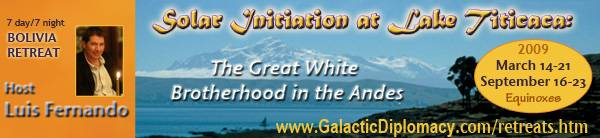 Solar Initiation at Lake Titicaca:
7 day/7 night
BOLIVIA
RETREAT
Host
Luis Fernando
The Great White
Brotherhood in the Andes
2009
March 14-21
September 16-23
Equinoxes
www.GalacticDiplomacy.com/retreats.htm